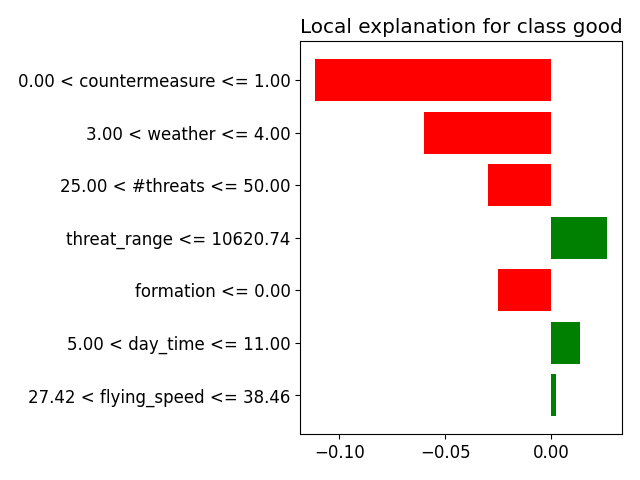 Local explanation for class good
0.00 < countermeasure <= 1.00
3.00 < weather <= 4.00
25.00 < #threats <= 50.00
threat_range <= 10620.74
formation <= 0.00
5.00 < day_time <= 11.00
27.42 < flying_speed <= 38.46
−0.10 −0.05 0.00